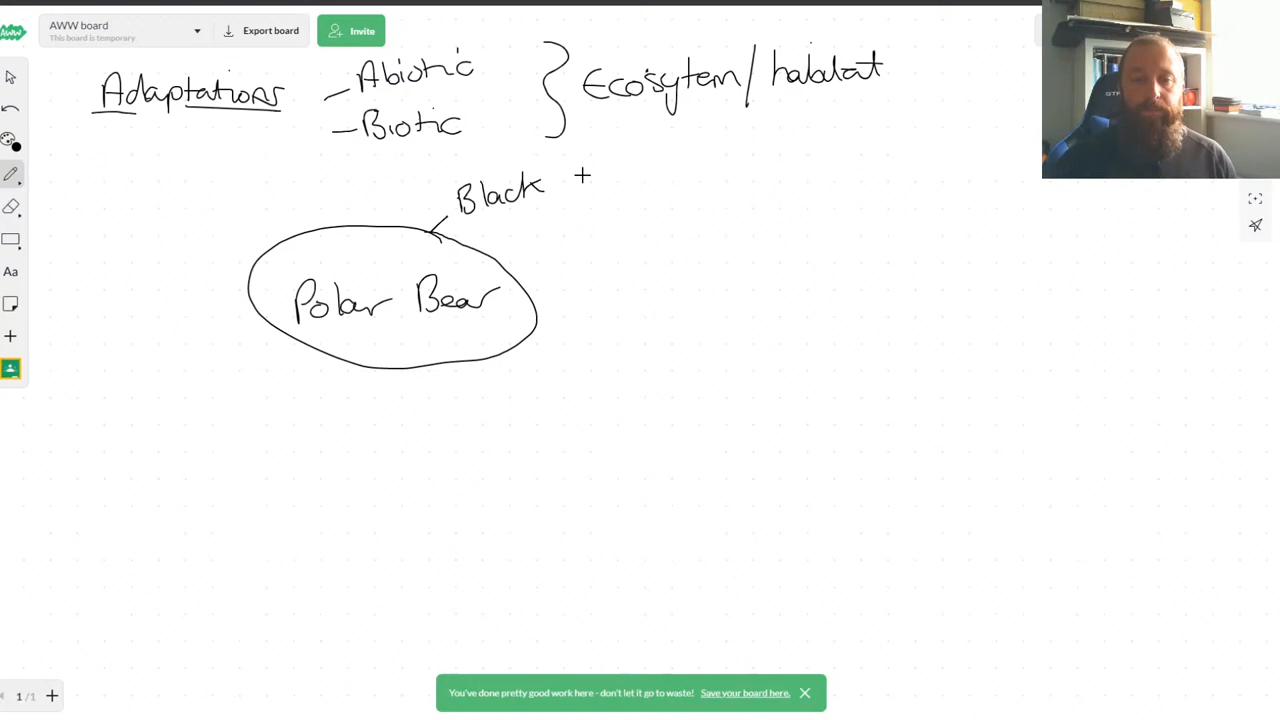 AWW board
This board is temporary
Export board
Invite
Adaptations
- Abiotic
- Biotic
} Ecosytem / habitat
Black
Polar Bear
Aa
1 / 1
You've done pretty good work here - don't let it go to waste! Save your board here.